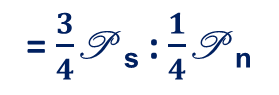 = 3/4 𝒫s : 1/4 𝒫n